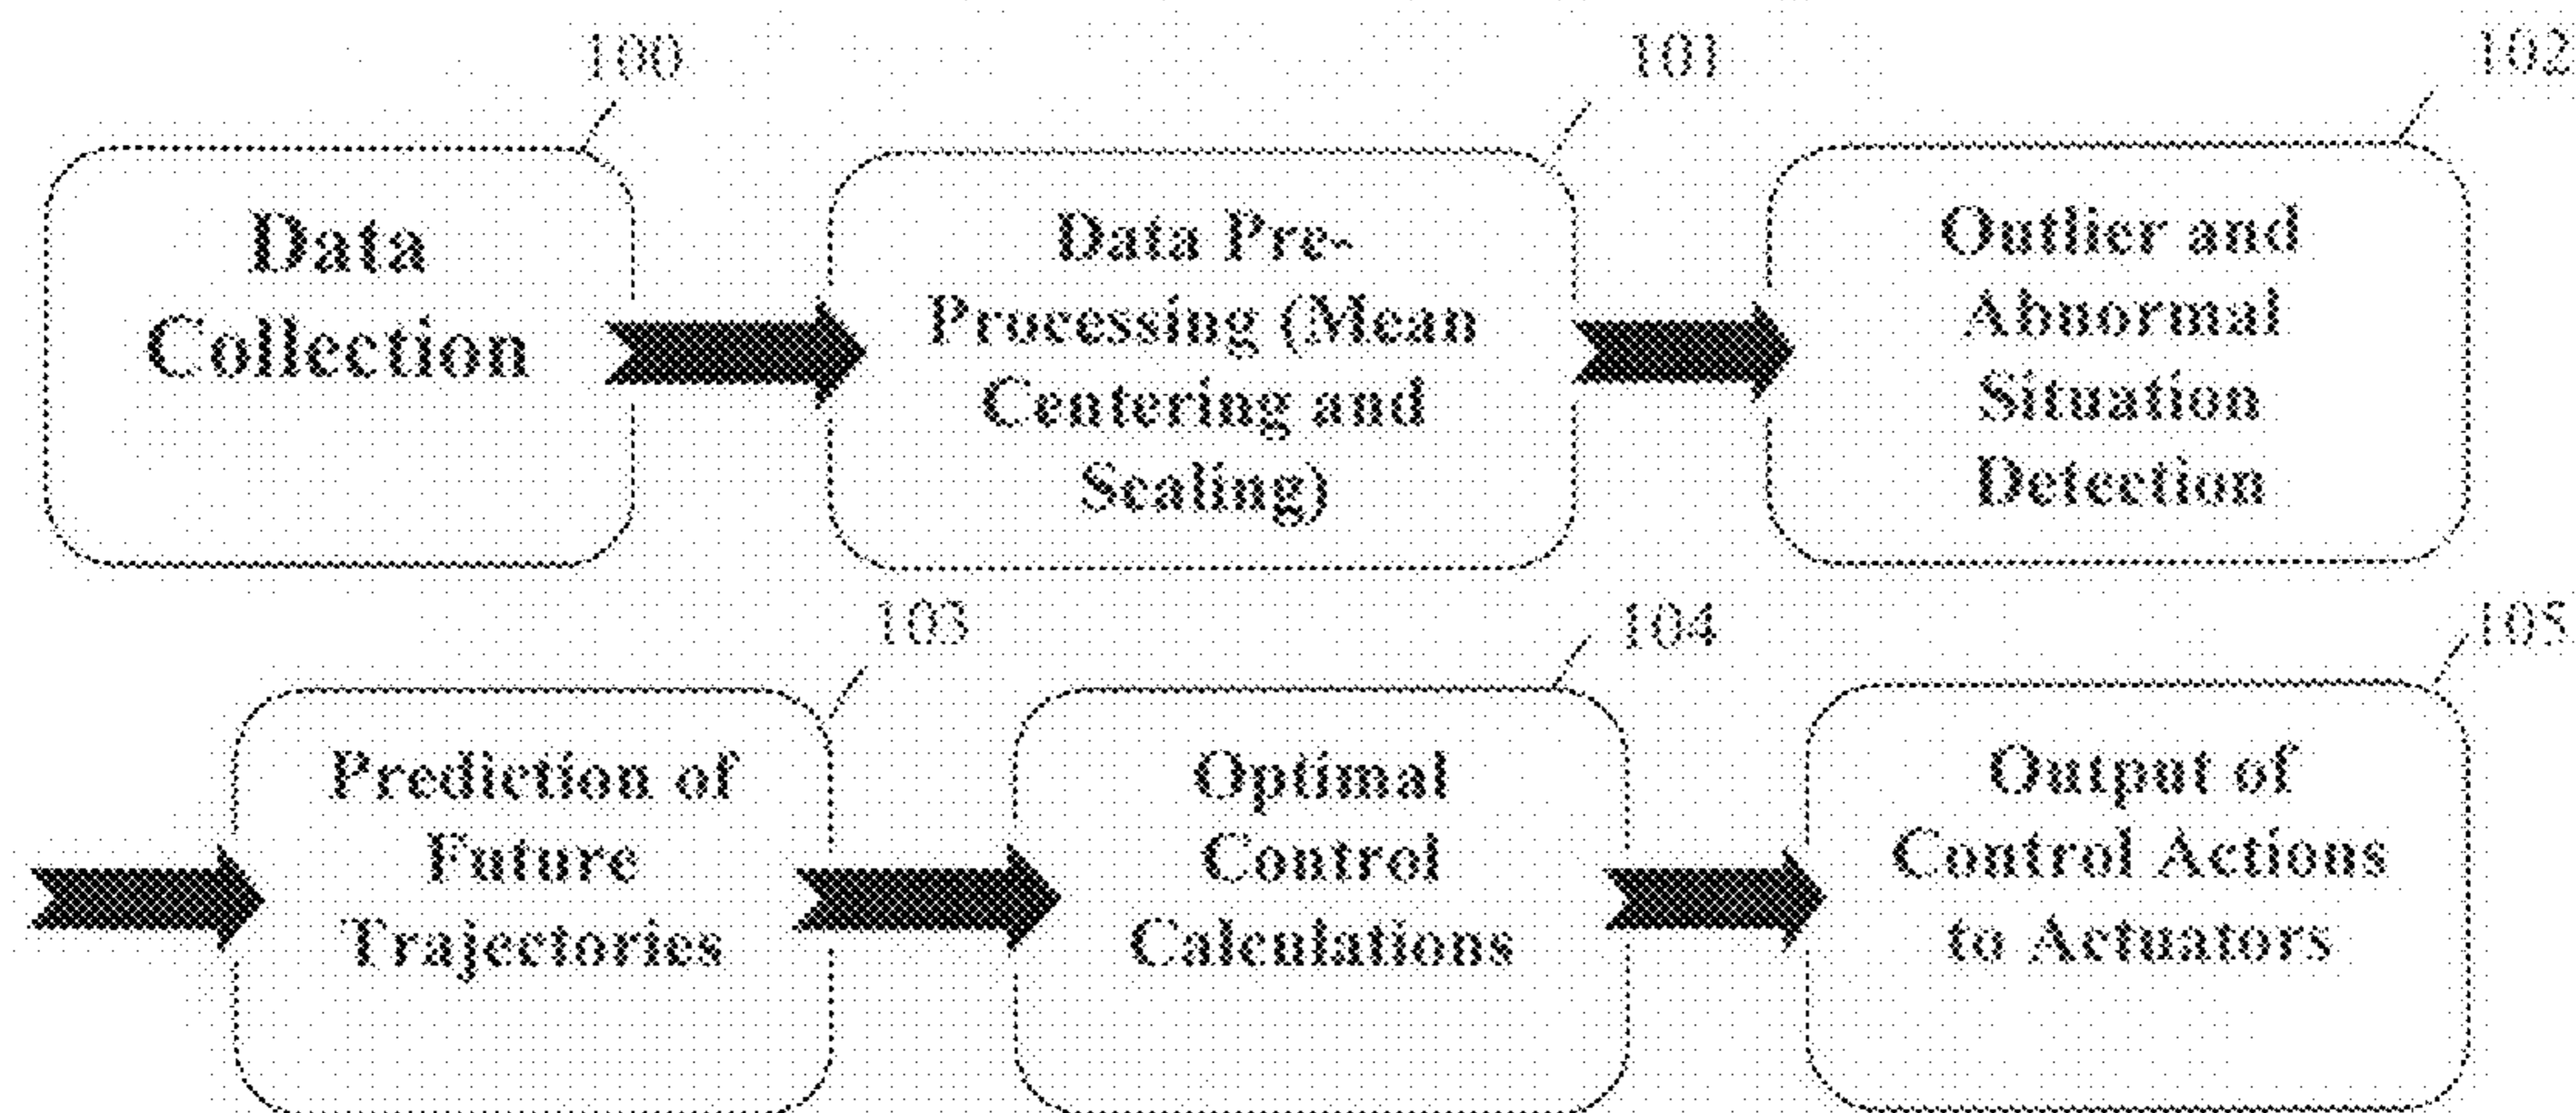 100
101
102
Data
Collection
Data Pre-
Processing (Mean
Centering and
Scaling)
Outlier and
Abnormal
Situation
Detection
103
104
105
Prediction of
Future
Trajectories
Optimal
Control
Calculations
Output of
Control Actions
to Actuators